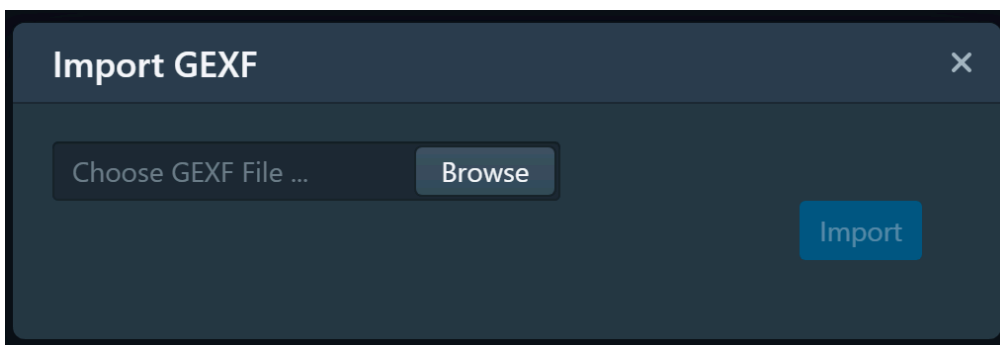 Import GEXF
Choose GEXF File ...
Browse
Import